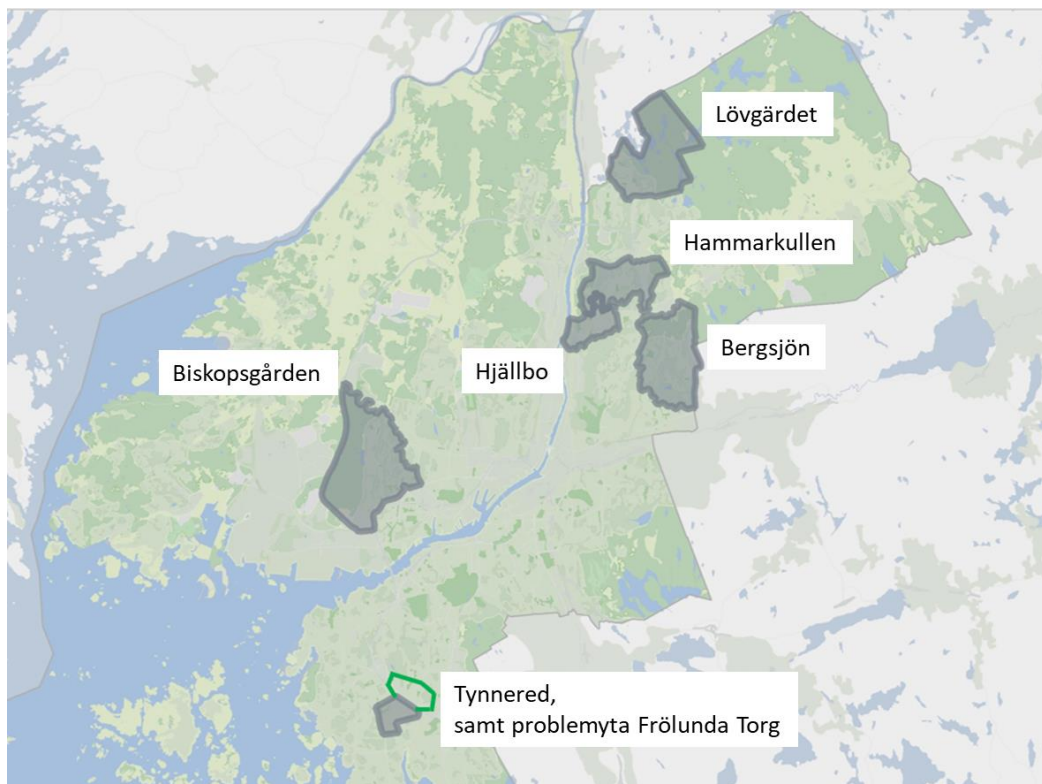 Lövgärdet
Hammarkullen
Bergsjön
Hjällbo
Biskopsgården
Tynnered,
samt problemyta Frölunda Torg